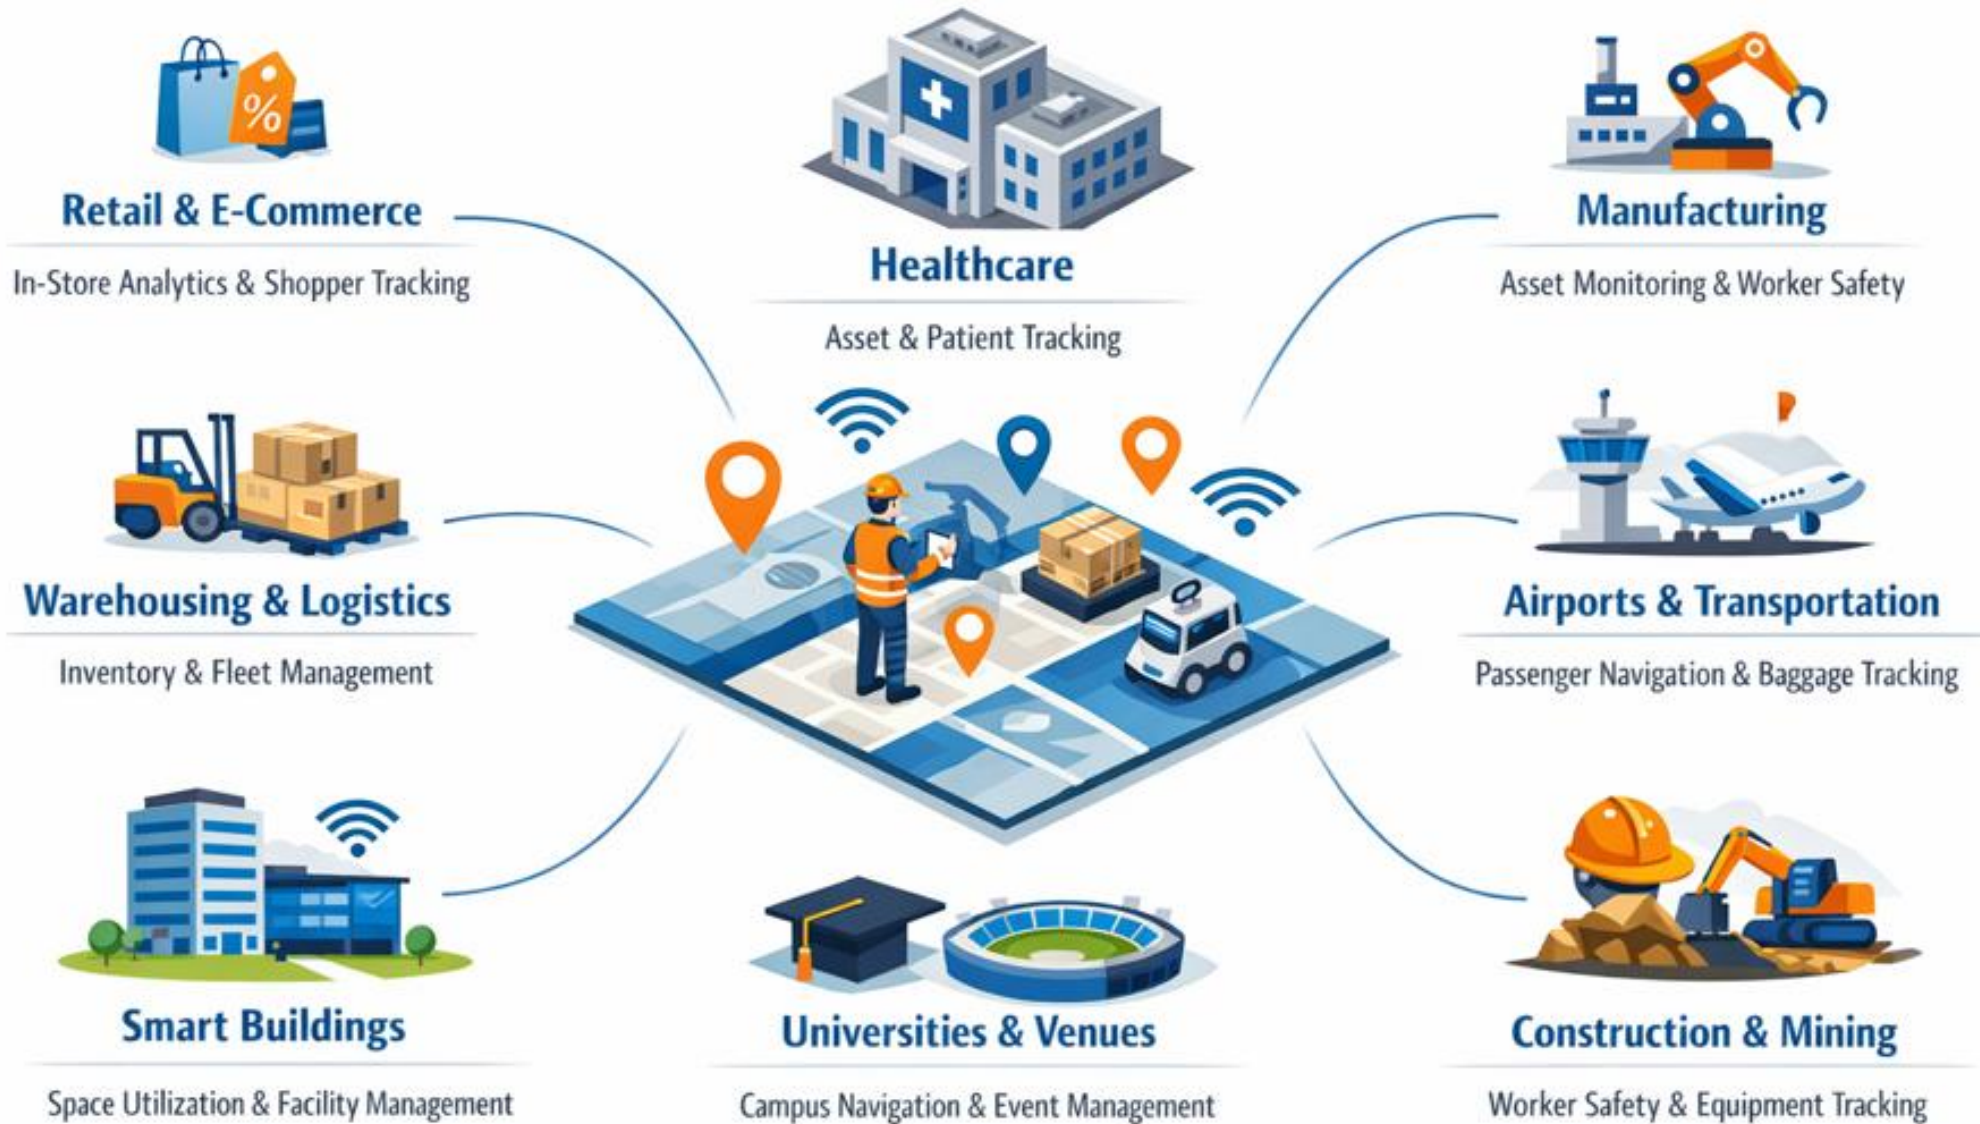 %
Retail & E-Commerce
In-Store Analytics & Shopper Tracking
Healthcare
Asset & Patient Tracking
Manufacturing
Asset Monitoring & Worker Safety
Warehousing & Logistics
Inventory & Fleet Management
Airports & Transportation
Passenger Navigation & Baggage Tracking
Smart Buildings
Space Utilization & Facility Management
Universities & Venues
Campus Navigation & Event Management
Construction & Mining
Worker Safety & Equipment Tracking